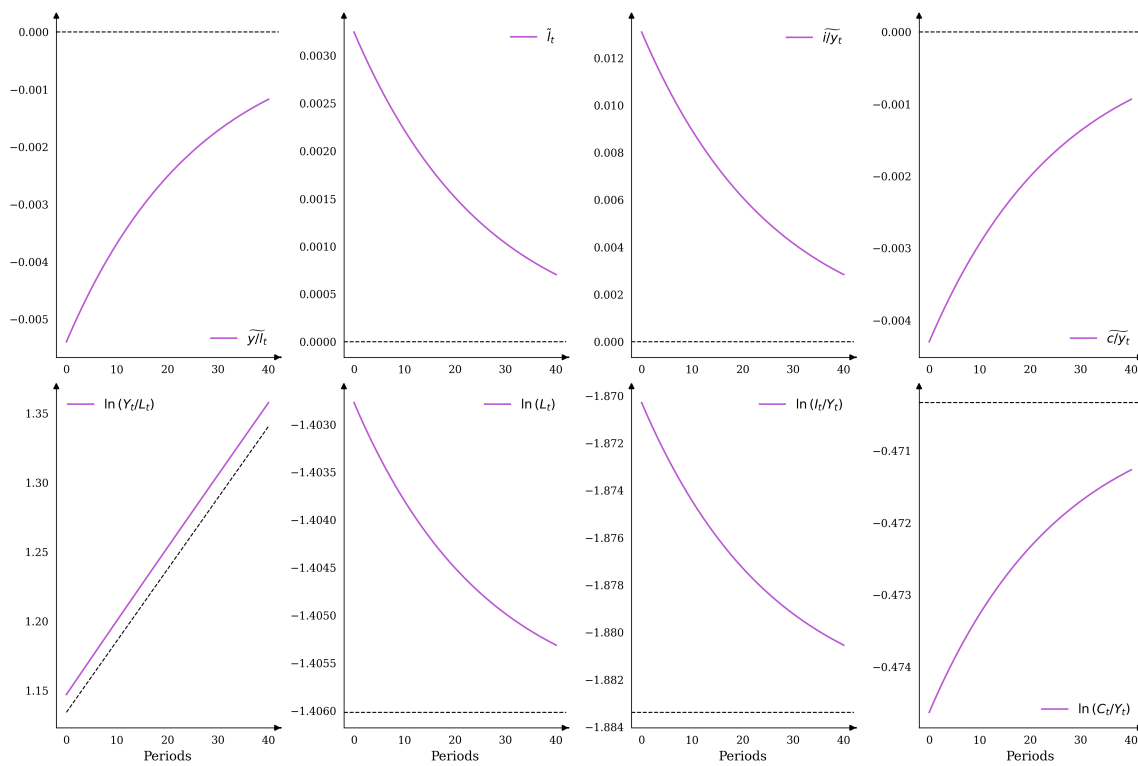 0.000
−0.001
−0.002
−0.003
−0.004
−0.005
0 10 20 30 40
$\widetilde{y/l}_t$
0.0030
0.0025
0.0020
0.0015
0.0010
0.0005
0.0000
0 10 20 30 40
$\tilde{l}_t$
0.012
0.010
0.008
0.006
0.004
0.002
0.000
0 10 20 30 40
$\widetilde{i/y}_t$
0.000
−0.001
−0.002
−0.003
−0.004
0 10 20 30 40
$\widetilde{c/y}_t$
1.35
1.30
1.25
1.20
1.15
0 10 20 30 40
Periods
ln (Y_t/L_t)
−1.4030
−1.4035
−1.4040
−1.4045
−1.4050
−1.4055
−1.4060
0 10 20 30 40
Periods
ln (L_t)
−1.870
−1.872
−1.874
−1.876
−1.878
−1.880
−1.882
−1.884
0 10 20 30 40
Periods
ln (I_t/Y_t)
−0.471
−0.472
−0.473
−0.474
0 10 20 30 40
Periods
ln (C_t/Y_t)